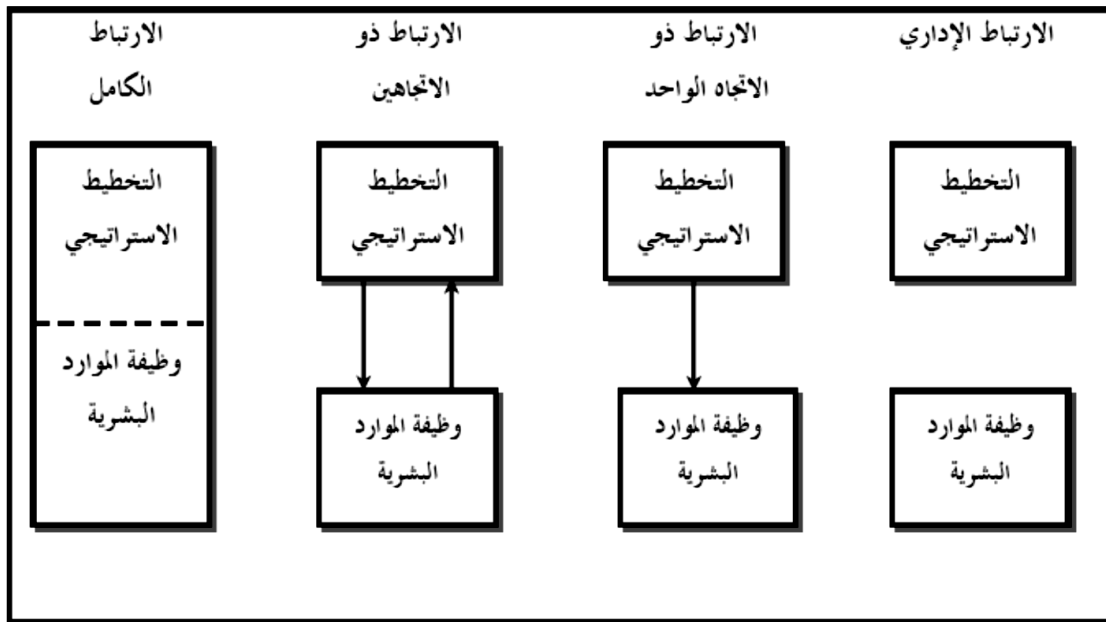 الارتباط الإداري
الارتباط ذو
الاتجاه الواحد
الارتباط ذو
الاتجاهين
الارتباط
الكامل
التخطيط
الاستراتيجي
التخطيط
الاستراتيجي
التخطيط
الاستراتيجي
التخطيط
الاستراتيجي
وظيفة الموارد
البشرية
وظيفة الموارد
البشرية
وظيفة الموارد
البشرية
وظيفة الموارد
البشرية